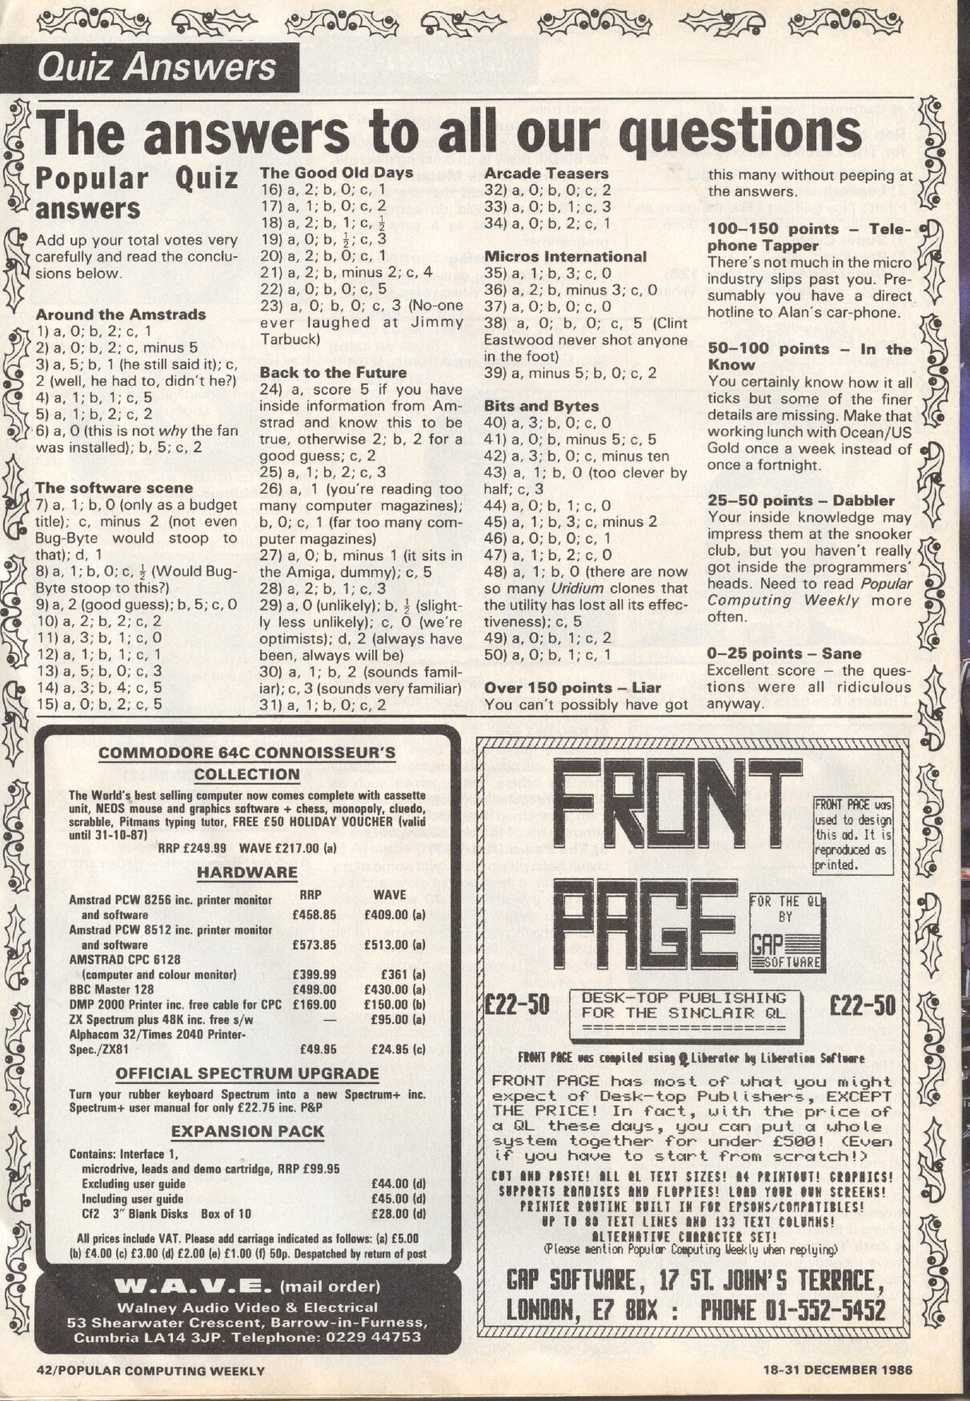 Quiz Answers
The answers to all our questions
Popular Quiz
answers
Add up your total votes very
carefully and read the conclu-
sions below.
Around the Amstrads
1) a, 0; b, 2; c, 1
2) a, 0; b, 2; c, minus 5
3) a, 5; b, 1 (he still said it); c,
2 (well, he had to, didn't he?)
4) a, 1; b, 1; c, 5
5) a, 1; b, 2; c, 2
6) a, 0 (this is not why the fan
was installed); b, 5; c, 2
The software scene
7) a, 1; b, 0 (only as a budget
title); c, minus 2 (not even
Bug-Byte would stoop to
that); d, 1
8) a, 1; b, 0; c, ½ (Would Bug-
Byte stoop to this?)
9) a, 2 (good guess); b, 5; c, 0
10) a, 2; b, 2; c, 2
11) a, 3; b, 1; c, 0
12) a, 1; b, 1; c, 1
13) a, 5; b, 0; c, 3
14) a, 3; b, 4; c, 5
15) a, 0; b, 2; c, 5
The Good Old Days
16) a, 2; b, 0; c, 1
17) a, 1; b, 0; c, 2
18) a, 2; b, 1; c, ½
19) a, 0; b, ½; c, 3
20) a, 2; b, 0; c, 1
21) a, 2; b, minus 2; c, 4
22) a, 0; b, 0; c, 5
23) a, 0; b, 0; c, 3 (No-one
ever laughed at Jimmy
Tarbuck)
Back to the Future
24) a, score 5 if you have
inside information from Am-
strad and know this to be
true, otherwise 2; b, 2 for a
good guess; c, 2
25) a, 1; b, 2; c, 3
26) a, 1 (you're reading too
many computer magazines);
b, 0; c, 1 (far too many com-
puter magazines)
27) a, 0; b, minus 1 (it sits in
the Amiga, dummy); c, 5
28) a, 2; b, 1; c, 3
29) a, 0 (unlikely); b, ½ (slight-
ly less unlikely); c, 0 (we're
optimists); d, 2 (always have
been, always will be)
30) a, 1; b, 2 (sounds famil-
iar); c, 3 (sounds very familiar)
31) a, 1; b, 0; c, 2
Arcade Teasers
32) a, 0; b, 0; c, 2
33) a, 0; b, 1; c, 3
34) a, 0; b, 2; c, 1
Micros International
35) a, 1; b, 3; c, 0
36) a, 2; b, minus 3; c, 0
37) a, 0; b, 0; c, 0
38) a, 0; b, 0; c, 5 (Clint
Eastwood never shot anyone
in the foot)
39) a, minus 5; b, 0; c, 2
Bits and Bytes
40) a, 3; b, 0; c, 0
41) a, 0; b, minus 5; c, 5
42) a, 3; b, 0; c, minus ten
43) a, 1; b, 0 (too clever by
half; c, 3
44) a, 0; b, 1; c, 0
45) a, 1; b, 3; c, minus 2
46) a, 0; b, 0; c, 1
47) a, 1; b, 2; c, 0
48) a, 1; b, 0 (there are now
so many Uridium clones that
the utility has lost all its effec-
tiveness); c, 5
49) a, 0; b, 1; c, 2
50) a, 0; b, 1; c, 1
Over 150 points – Liar
You can't possibly have got
this many without peeping at
the answers.
100–150 points – Tele-
phone Tapper
There's not much in the micro
industry slips past you. Pre-
sumably you have a direct
hotline to Alan's car-phone.
50–100 points – In the
Know
You certainly know how it all
ticks but some of the finer
details are missing. Make that
working lunch with Ocean/US
Gold once a week instead of
once a fortnight.
25–50 points – Dabbler
Your inside knowledge may
impress them at the snooker
club, but you haven't really
got inside the programmers'
heads. Need to read Popular
Computing Weekly more
often.
0–25 points – Sane
Excellent score – the ques-
tions were all ridiculous
anyway.
COMMODORE 64C CONNOISSEUR'S
COLLECTION
The World's best selling computer now comes complete with cassette
unit, NEOS mouse and graphics software + chess, monopoly, cluedo,
scrabble, Pitmans typing tutor, FREE £50 HOLIDAY VOUCHER (valid
until 31-10-87)
RRP £249.99 WAVE £217.00 (a)
HARDWARE
RRP WAVE
Amstrad PCW 8256 inc. printer monitor
and software £458.85 £409.00 (a)
Amstrad PCW 8512 inc. printer monitor
and software £573.85 £513.00 (a)
AMSTRAD CPC 6128
(computer and colour monitor) £399.99 £361 (a)
BBC Master 128 £499.00 £430.00 (a)
DMP 2000 Printer inc. free cable for CPC £169.00 £150.00 (b)
ZX Spectrum plus 48K inc. free s/w — £95.00 (a)
Alphacom 32/Times 2040 Printer-
Spec./ZX81 £49.95 £24.95 (c)
OFFICIAL SPECTRUM UPGRADE
Turn your rubber keyboard Spectrum into a new Spectrum+ inc.
Spectrum+ user manual for only £22.75 inc. P&P
EXPANSION PACK
Contains: Interface 1,
microdrive, leads and demo cartridge, RRP £99.95
Excluding user guide £44.00 (d)
Including user guide £45.00 (d)
Cf2 3" Blank Disks Box of 10 £28.00 (d)
All prices include VAT. Please add carriage indicated as follows: (a) £5.00
(b) £4.00 (c) £3.00 (d) £2.00 (e) £1.00 (f) 50p. Despatched by return of post
W.A.V.E. (mail order)
Walney Audio Video & Electrical
53 Shearwater Crescent, Barrow-in-Furness,
Cumbria LA14 3JP. Telephone: 0229 44753
FRONT
PAGE
FRONT PAGE was
used to design
this ad. It is
reproduced as
printed.
FOR THE QL
BY
GAP
SOFTWARE
£22-50
DESK-TOP PUBLISHING
FOR THE SINCLAIR QL
===================
£22-50
FRONT PAGE was compiled using Q Liberator by Liberation Software
FRONT PAGE has most of what you might
expect of Desk-top Publishers, EXCEPT
THE PRICE! In fact, with the price of
a QL these days, you can put a whole
system together for under £500! (Even
if you have to start from scratch!)
CUT AND PASTE! ALL QL TEXT SIZES! A4 PRINTOUT! GRAPHICS!
SUPPORTS RAMDISCS AND FLOPPIES! LOAD YOUR OWN SCREENS!
PRINTER ROUTINE BUILT IN FOR EPSONS/COMPATIBLES!
UP TO 80 TEXT LINES AND 133 TEXT COLUMNS!
ALTERNATIVE CHARACTER SET!
(Please mention Popular Computing Weekly when replying)
GAP SOFTWARE, 17 ST. JOHN'S TERRACE,
LONDON, E7 8BX : PHONE 01-552-5452
42/POPULAR COMPUTING WEEKLY
18-31 DECEMBER 1986